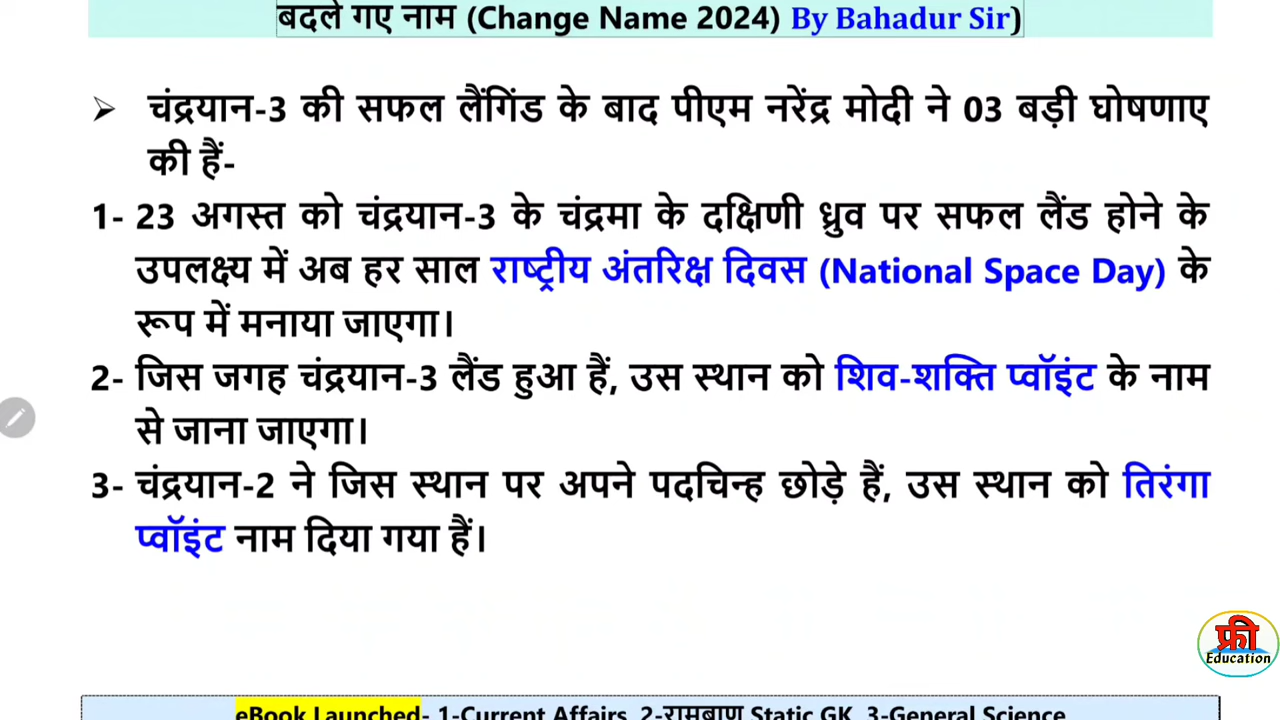 बदले गए नाम (Change Name 2024) By Bahadur Sir)
➢ चंद्रयान-3 की सफल लैंगिंड के बाद पीएम नरेंद्र मोदी ने 03 बड़ी घोषणाए
की हैं-
1- 23 अगस्त को चंद्रयान-3 के चंद्रमा के दक्षिणी ध्रुव पर सफल लैंड होने के
उपलक्ष्य में अब हर साल राष्ट्रीय अंतरिक्ष दिवस (National Space Day) के
रूप में मनाया जाएगा।
2- जिस जगह चंद्रयान-3 लैंड हुआ हैं, उस स्थान को शिव-शक्ति प्वॉइंट के नाम
से जाना जाएगा।
3- चंद्रयान-2 ने जिस स्थान पर अपने पदचिन्ह छोड़े हैं, उस स्थान को तिरंगा
प्वॉइंट नाम दिया गया हैं।
फ्री
Education
eBook Launched- 1-Current Affairs, 2-रामबाण Static GK, 3-General Science